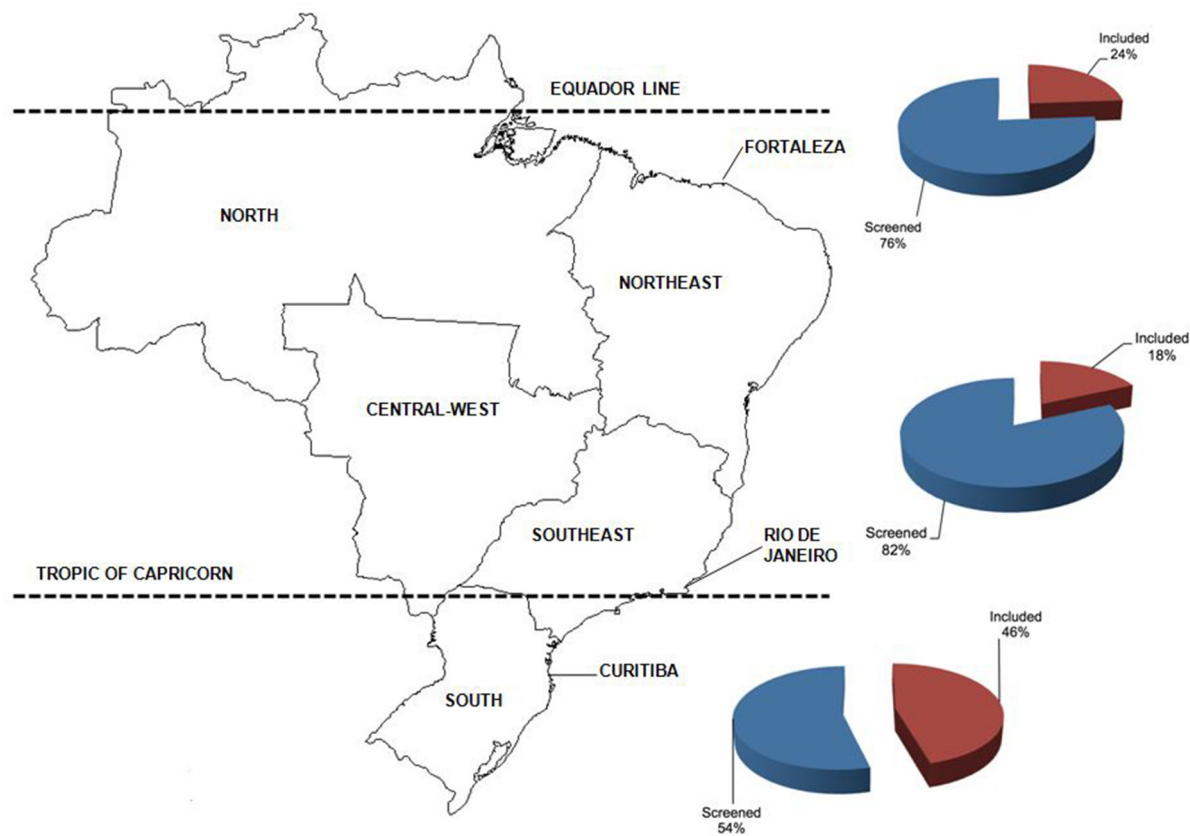 Included
24%
EQUADOR LINE
FORTALEZA
NORTH
Screened
76%
NORTHEAST
Included
18%
CENTRAL-WEST
SOUTHEAST
RIO DE
JANEIRO
Screened
82%
TROPIC OF CAPRICORN
Included
46%
CURITIBA
SOUTH
Screened
54%